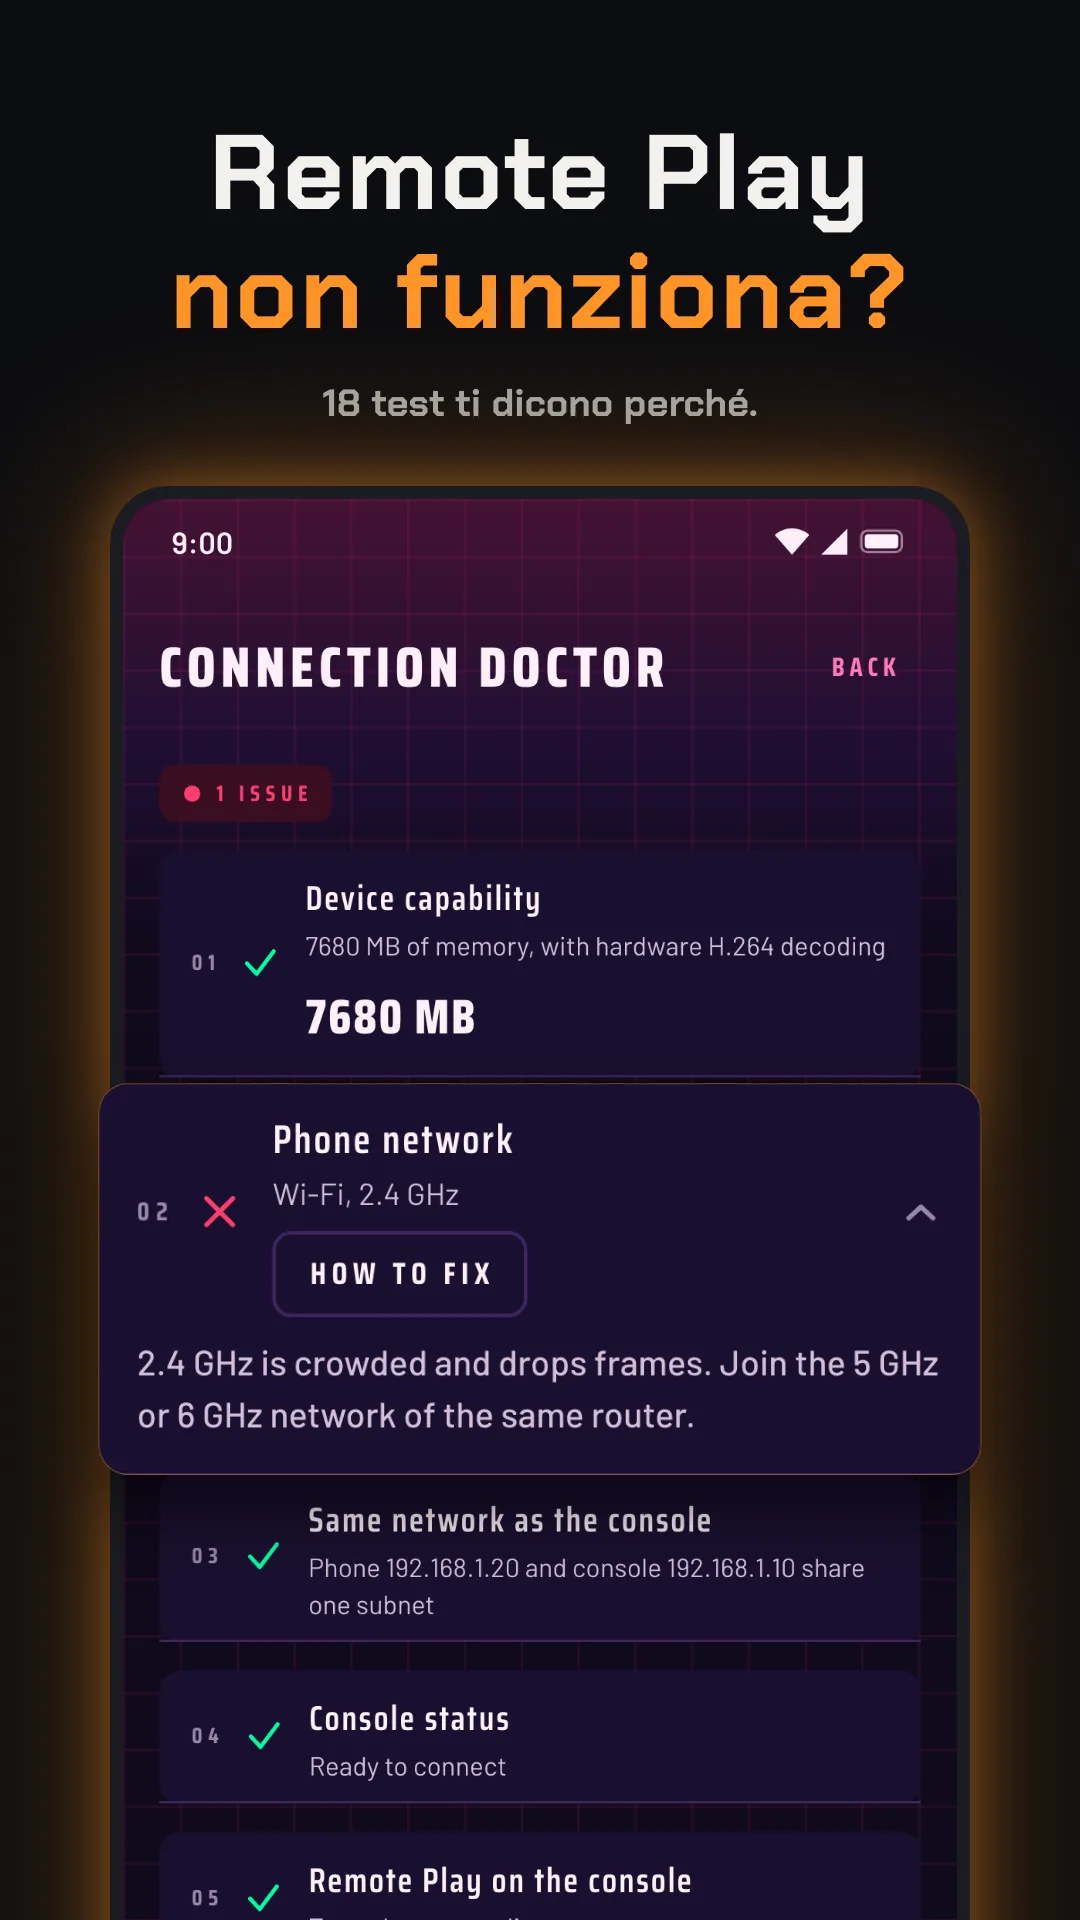 Remote Play
non funziona?
18 test ti dicono perché.
9:00
CONNECTION DOCTOR
BACK
1 ISSUE
Device capability
7680 MB of memory, with hardware H.264 decoding
01
7680 MB
Phone network
Wi-Fi, 2.4 GHz
02
HOW TO FIX
2.4 GHz is crowded and drops frames. Join the 5 GHz
or 6 GHz network of the same router.
Same network as the console
03
Phone 192.168.1.20 and console 192.168.1.10 share
one subnet
Console status
04
Ready to connect
Remote Play on the console
05